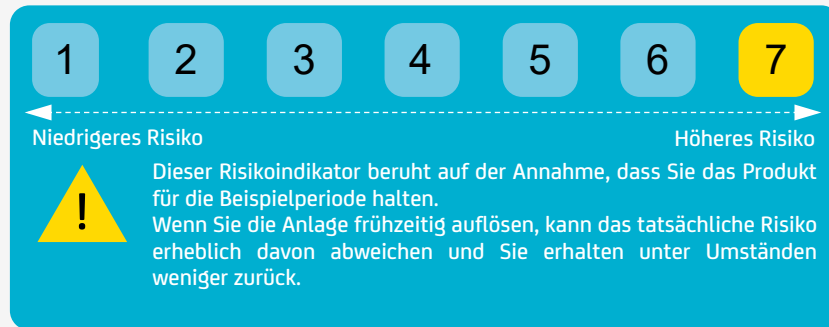 1 2 3 4 5 6 7
Niedrigeres Risiko Höheres Risiko
!
Dieser Risikoindikator beruht auf der Annahme, dass Sie das Produkt
für die Beispielperiode halten.
Wenn Sie die Anlage frühzeitig auflösen, kann das tatsächliche Risiko
erheblich davon abweichen und Sie erhalten unter Umständen
weniger zurück.